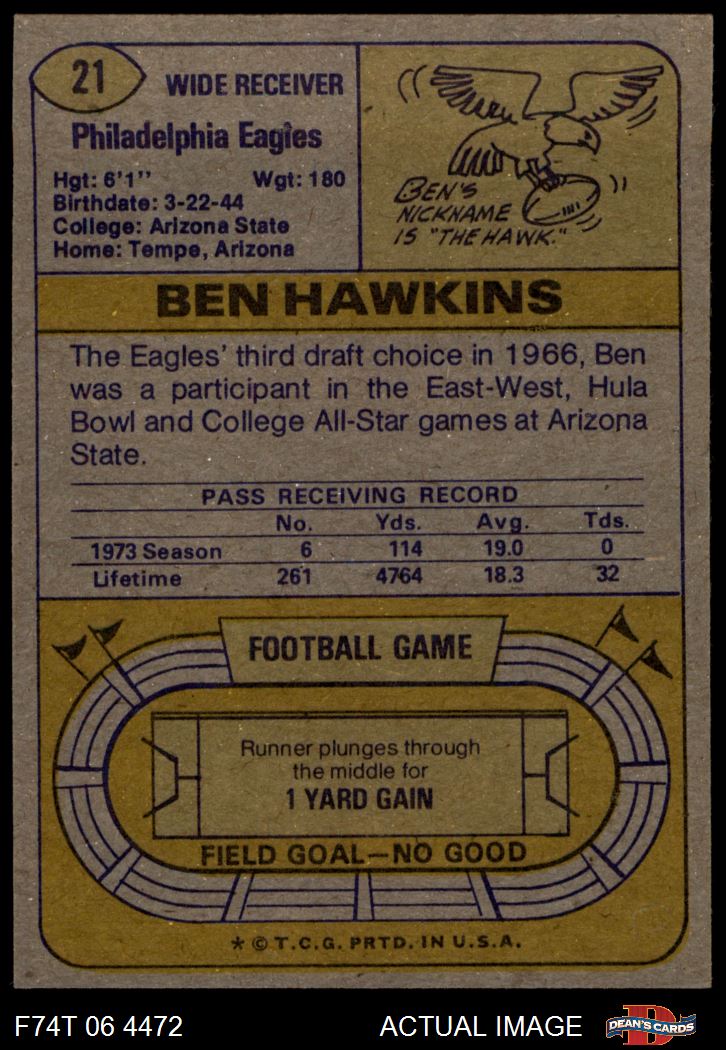 21
WIDE RECEIVER
Philadelphia Eagles
Hgt: 6'1" Wgt: 180
Birthdate: 3-22-44
College: Arizona State
Home: Tempe, Arizona
BEN'S
NICKNAME
IS "THE HAWK."
BEN HAWKINS
The Eagles' third draft choice in 1966, Ben
was a participant in the East-West, Hula
Bowl and College All-Star games at Arizona
State.
PASS RECEIVING RECORD
No. Yds. Avg. Tds.
1973 Season 6 114 19.0 0
Lifetime 261 4764 18.3 32
FOOTBALL GAME
Runner plunges through
the middle for
1 YARD GAIN
FIELD GOAL—NO GOOD
* © T.C.G. PRTD. IN U.S.A.
F74T 06 4472 ACTUAL IMAGE D DEAN'S CARDS